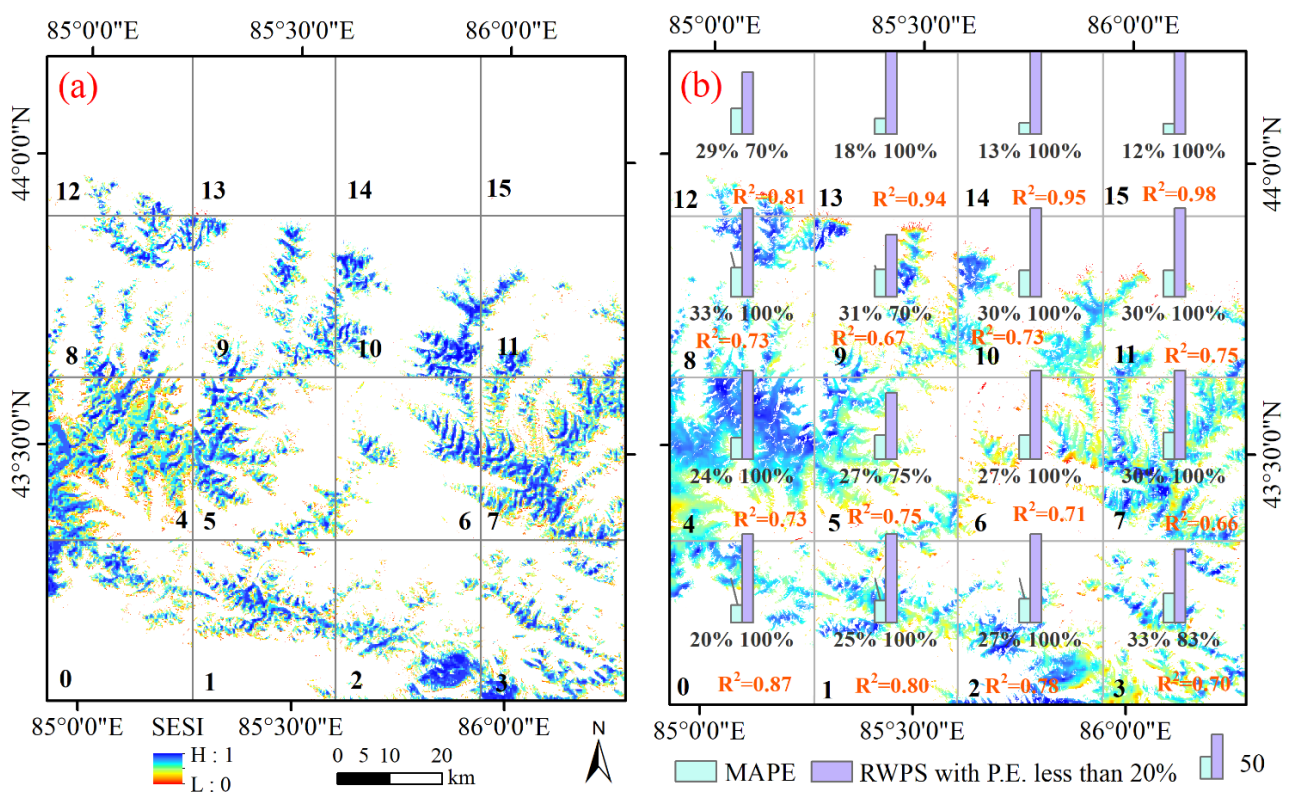 85°0'0"E 85°30'0"E 86°0'0"E
85°0'0"E 85°30'0"E 86°0'0"E
(a)
(b)
44°0'0"N
43°30'0"N
44°0'0"N
43°30'0"N
12 13 14 15
8 9 10 11
4 5 6 7
0 1 2 3
29% 70% 18% 100% 13% 100% 12% 100%
12 R²=0.81 13 R²=0.94 14 R²=0.95 15 R²=0.98
33% 100% 31% 70% 30% 100% 30% 100%
R²=0.73 R²=0.67 R²=0.73 R²=0.75
8 9 10 11
24% 100% 27% 75% 27% 100% 36% 100%
R²=0.73 R²=0.75 R²=0.71 R²=0.66
4 5 6 7
20% 100% 25% 100% 27% 100% 33% 83%
0 R²=0.87 1 R²=0.80 2 R²=0.78 3 R²=0.70
85°0'0"E 85°30'0"E 86°0'0"E
85°0'0"E 85°30'0"E 86°0'0"E
SESI
H : 1
L : 0
0 5 10 20
km
N
MAPE RWPS with P.E. less than 20% 50